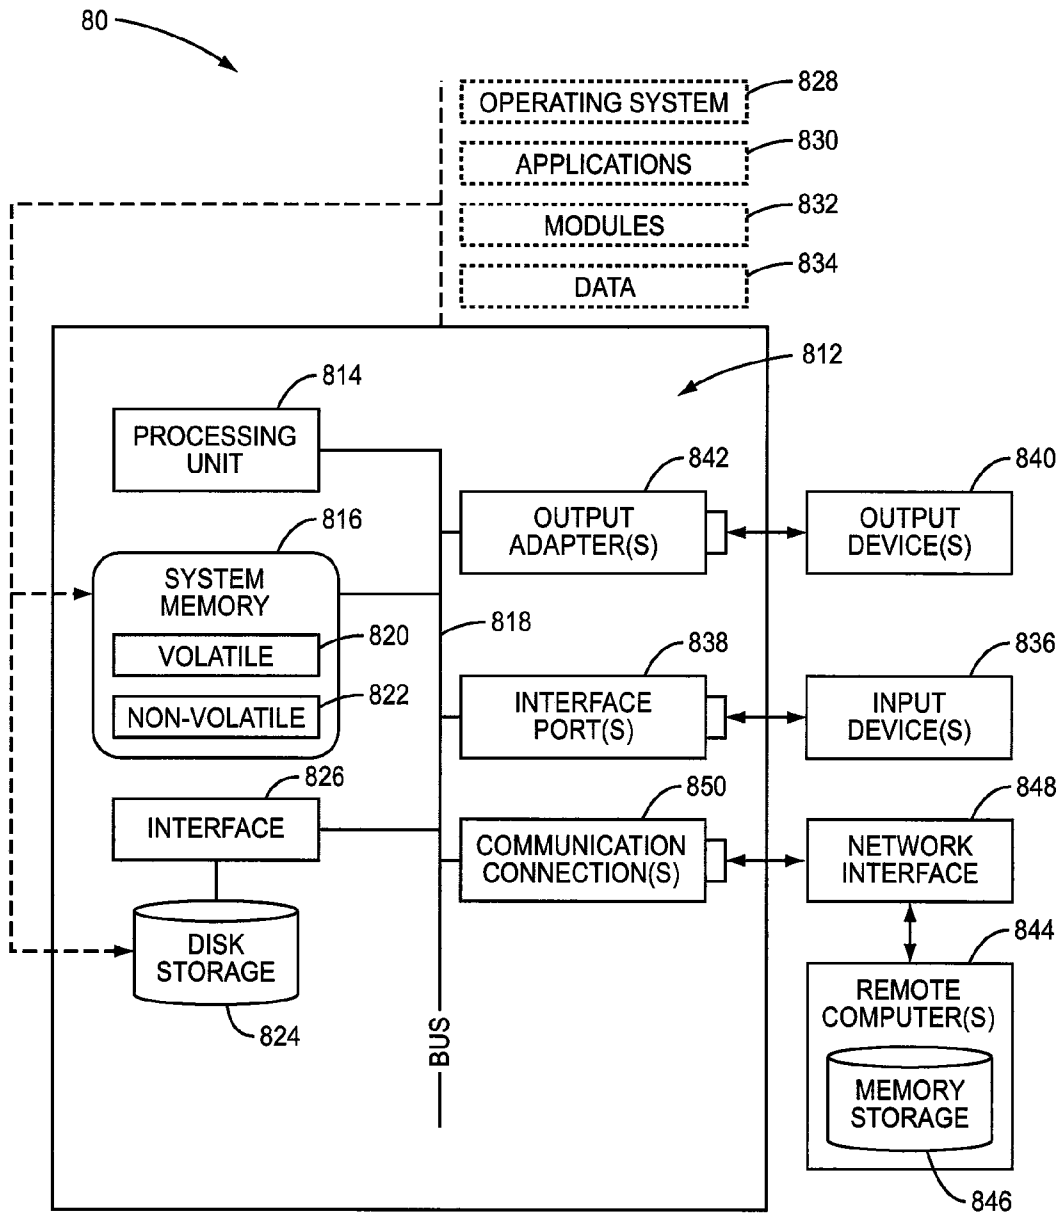 80
OPERATING SYSTEM
828
APPLICATIONS
830
MODULES
832
DATA
834
812
814
PROCESSING
UNIT
816
SYSTEM
MEMORY
VOLATILE
820
NON-VOLATILE
822
826
INTERFACE
DISK
STORAGE
824
818
BUS
842
OUTPUT
ADAPTER(S)
840
OUTPUT
DEVICE(S)
838
INTERFACE
PORT(S)
836
INPUT
DEVICE(S)
850
COMMUNICATION
CONNECTION(S)
848
NETWORK
INTERFACE
844
REMOTE
COMPUTER(S)
MEMORY
STORAGE
846